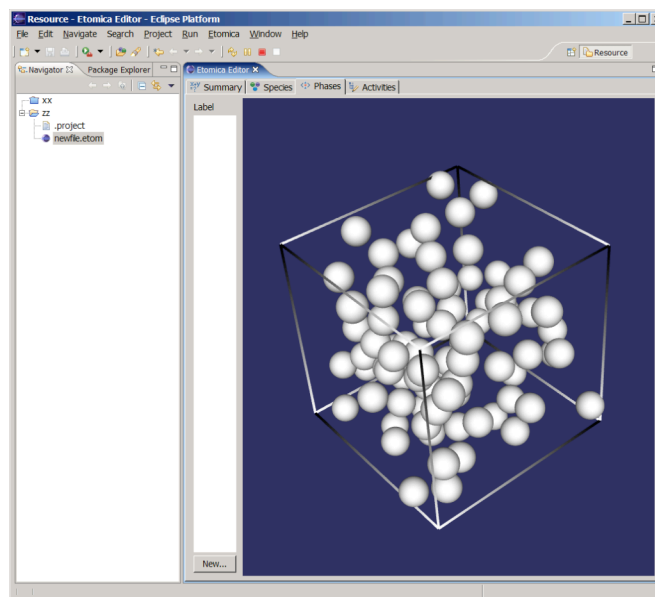 Resource - Etomica Editor - Eclipse Platform
File Edit Navigate Search Project Run Etomica Window Help
Resource
Navigator Package Explorer
Etomica Editor
Summary Species Phases Activities
xx
zz
.project
newfile.etom
Label
New...